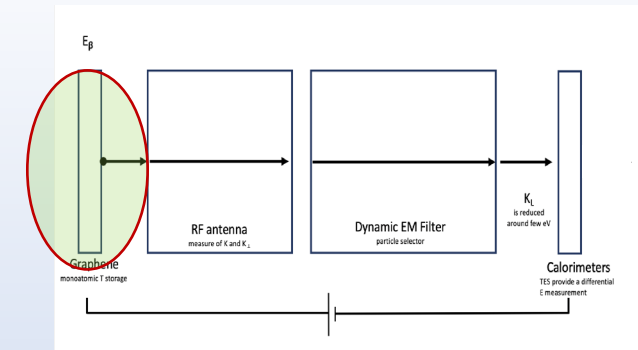 Eβ
RF antenna
measure of K and K⊥
Dynamic EM Filter
particle selector
KL
is reduced
around few eV
Graphene
monoatomic T storage
Calorimeters
TES provide a differential
E measurement